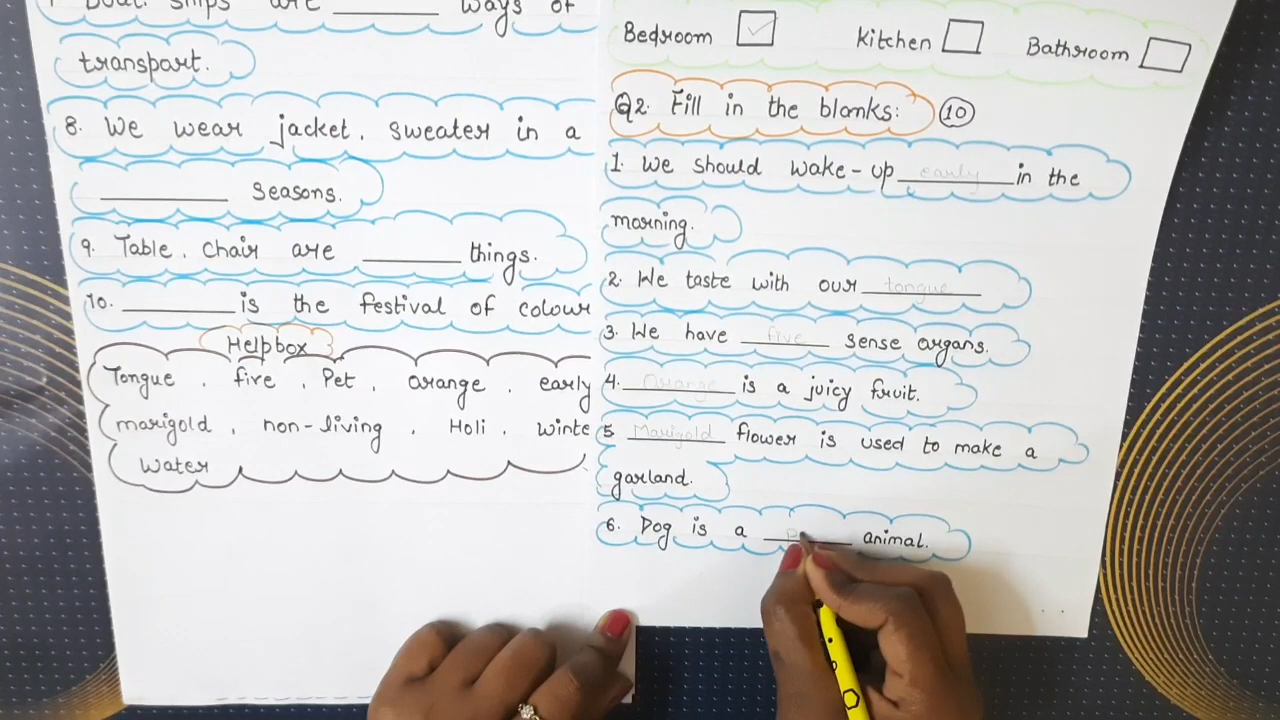 7. Boat. Ships are ________ ways of
transport.
8. We wear jacket, sweater in a
________ seasons.
9. Table, chair are ________ things.
10. ________ is the festival of colour
Helpbox
Tongue, five, Pet, orange, early
marigold, non-living, Holi, winte
water
Bedroom ✓ Kitchen Bathroom
Q2. Fill in the blanks: 10
1. We should wake-up early in the
morning.
2. We taste with our tongue
3. We have five sense organs.
4. Orange is a juicy fruit.
5 Marigold flower is used to make a
garland.
6. Dog is a Pe animal.